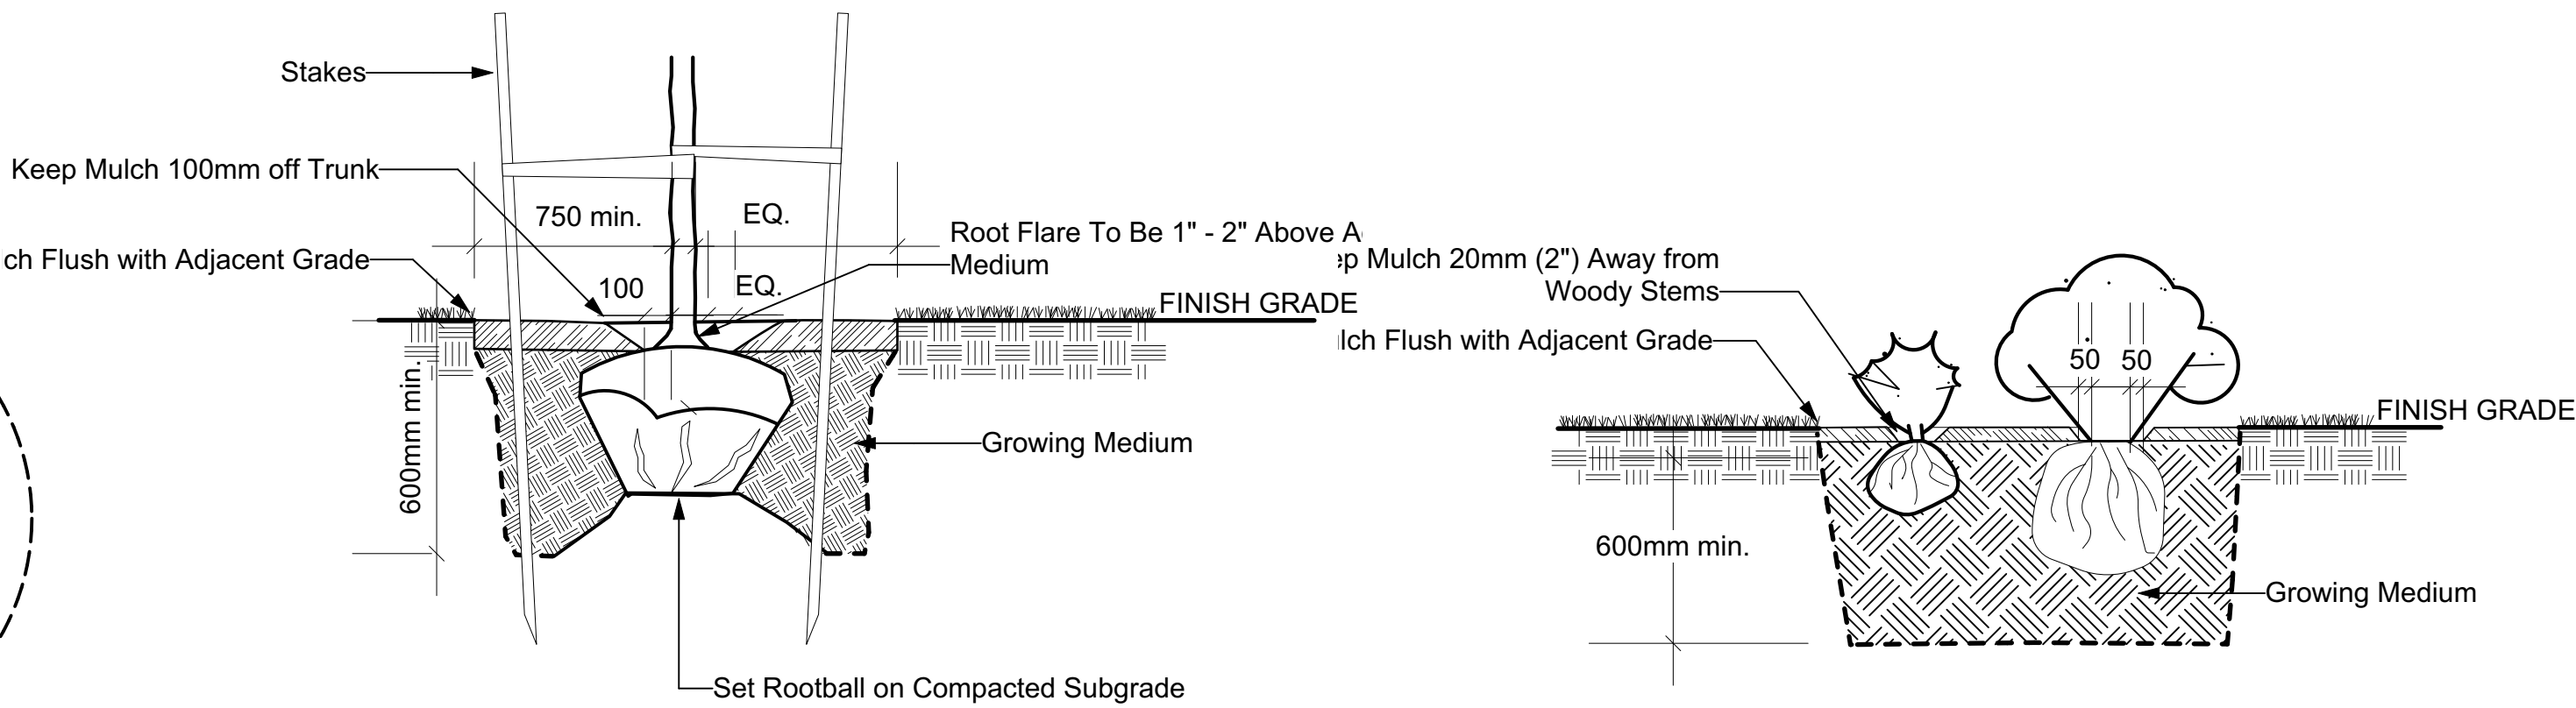 Stakes
Keep Mulch 100mm off Trunk
750 min.
EQ.
Root Flare To Be 1" - 2" Above
Medium
Flush with Adjacent Grade
100
EQ.
FINISH GRADE
600mm min.
Growing Medium
Set Rootball on Compacted Subgrade
Mulch 20mm (2") Away from
Woody Stems
Flush with Adjacent Grade
50 50
FINISH GRADE
600mm min.
Growing Medium